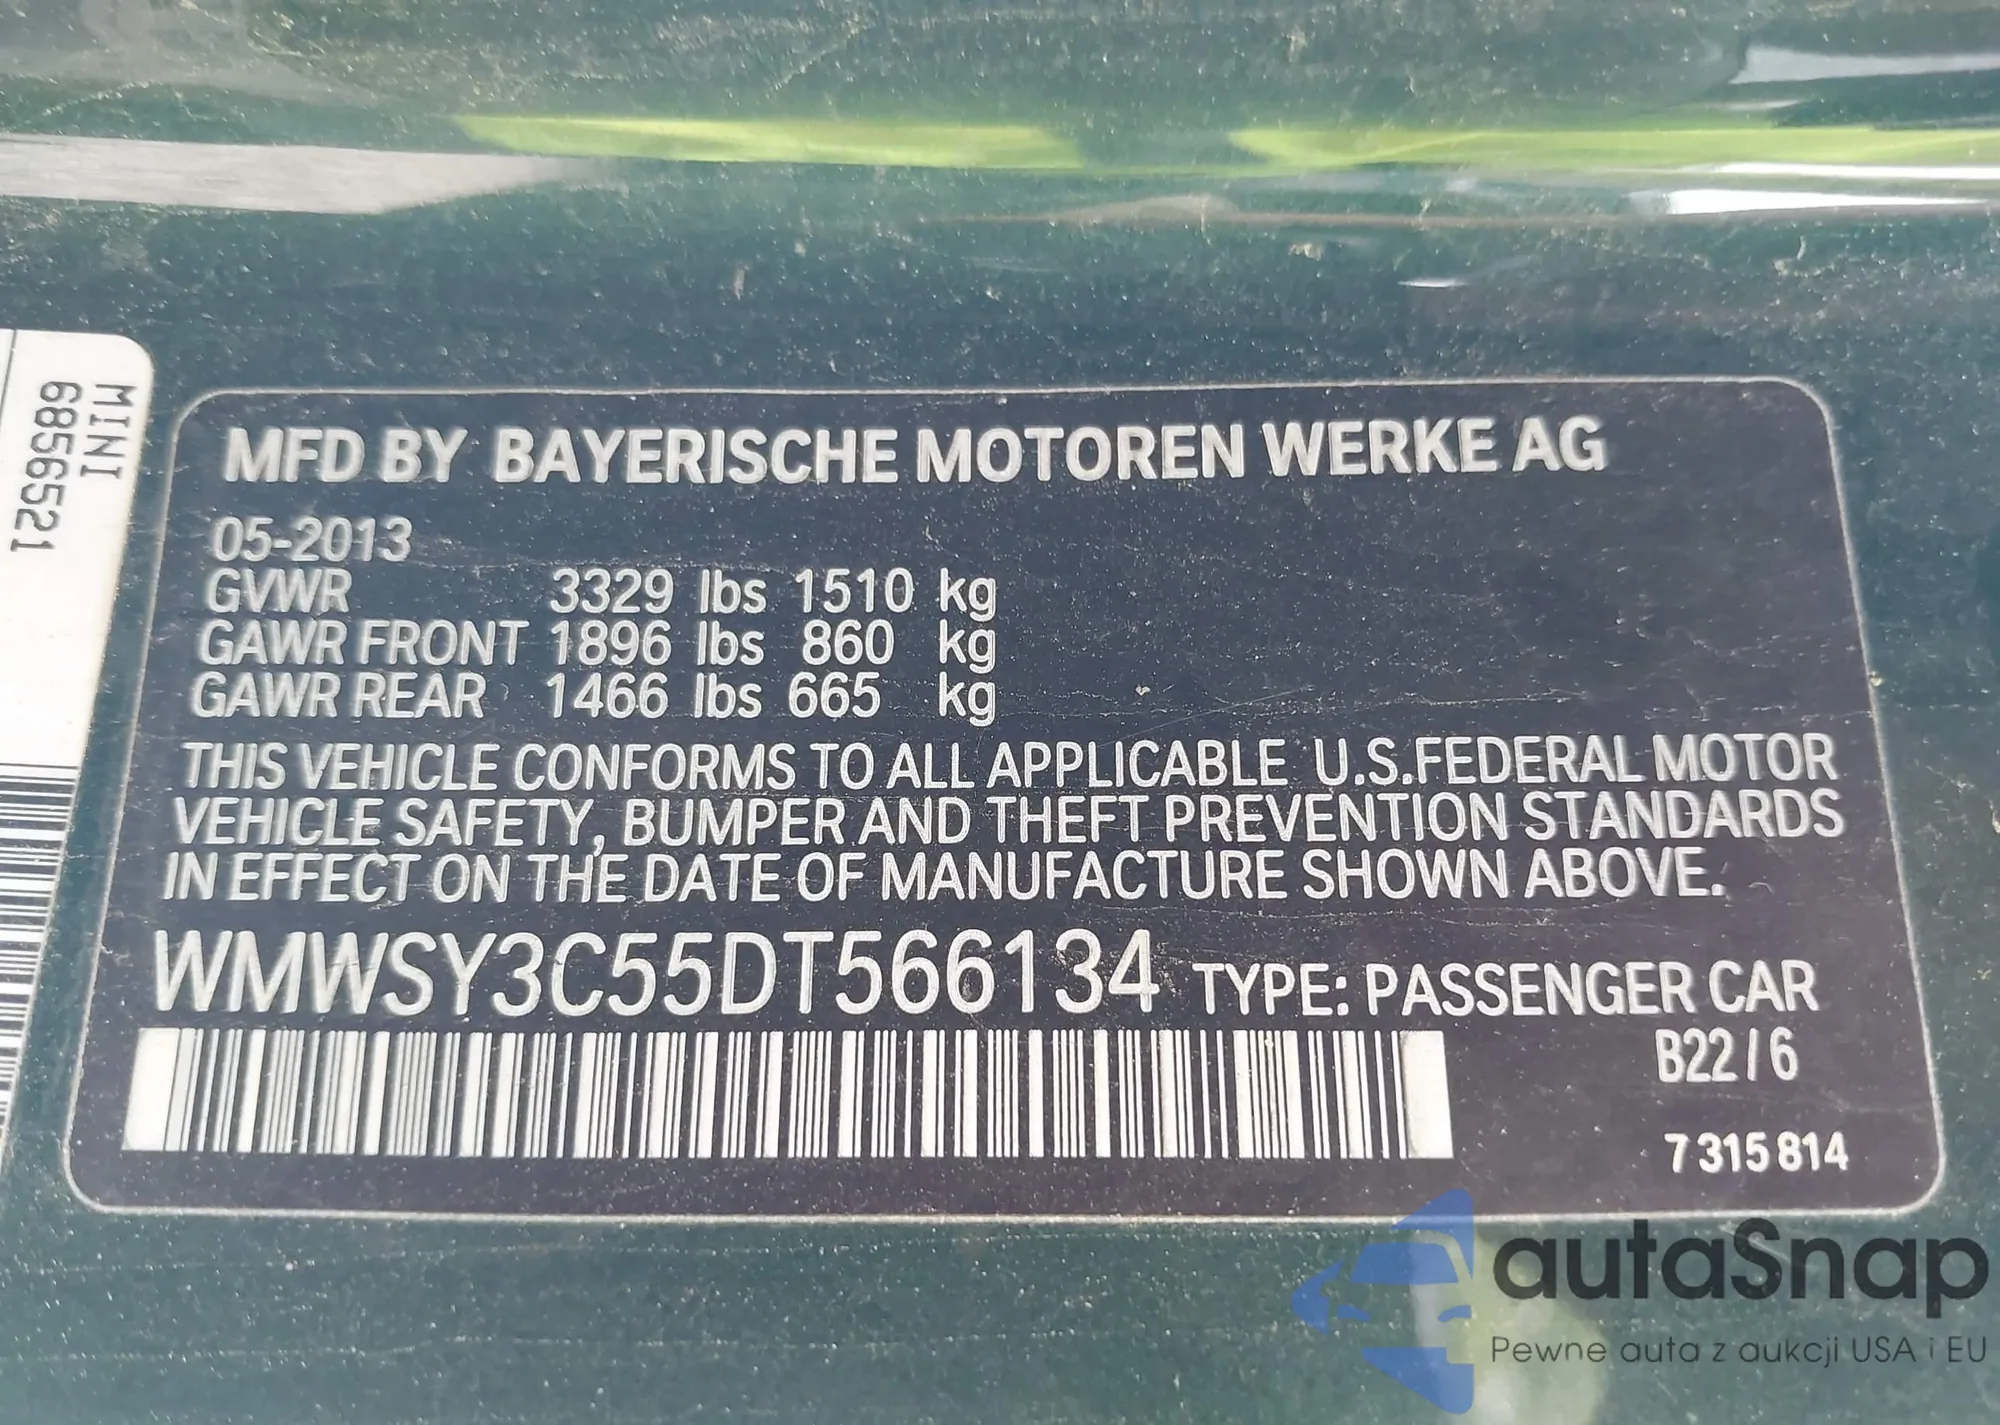 MINI
6856521
MFD BY BAYERISCHE MOTOREN WERKE AG
05-2013
GVWR 3329 lbs 1510 kg
GAWR FRONT 1896 lbs 860 kg
GAWR REAR 1466 lbs 665 kg
THIS VEHICLE CONFORMS TO ALL APPLICABLE U.S.FEDERAL MOTOR
VEHICLE SAFETY, BUMPER AND THEFT PREVENTION STANDARDS
IN EFFECT ON THE DATE OF MANUFACTURE SHOWN ABOVE.
WMWSY3C55DT566134 TYPE: PASSENGER CAR
B22/6
7 315 814
autaSnap
Pewne auta z aukcji USA i EU